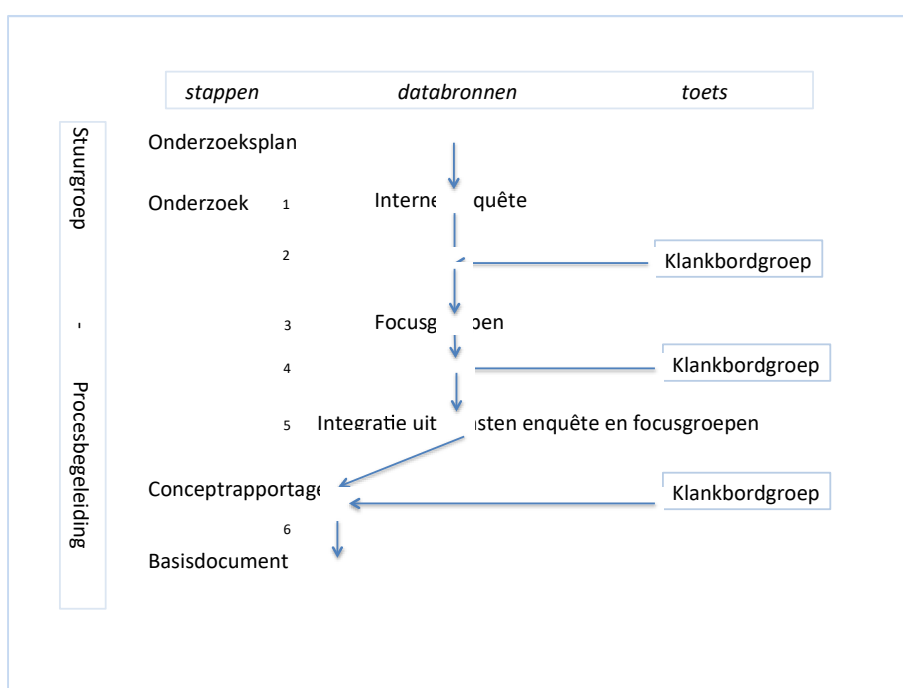 stappen databronnen toets
Stuurgroep - Procesbegeleiding
Onderzoeksplan
Onderzoek 1 Interne quête
2 Klankbordgroep
3 Focusg pen
4 Klankbordgroep
5 Integratie uit sten enquête en focusgroepen
Conceptrapportage Klankbordgroep
6
Basisdocument